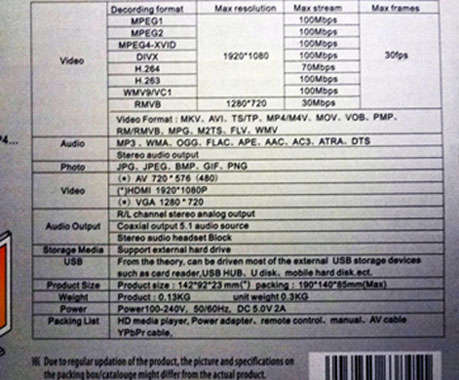 Decording format Max resolution Max stream Max frames
Video
MPEG1 100Mbps
MPEG2 100Mbps
MPEG4-XVID 100Mbps
DIVX 1920*1080 100Mbps 30fps
H.264 70Mbps
H.263 100Mbps
WMV9/VC1 100Mbps
RMVB 1280*720 30Mbps
Video Format : MKV、AVI、TS/TP、MP4/M4V、MOV、VOB、PMP、
RM/RMVB、MPG、M2TS、FLV、WMV
Audio MP3 、WMA、OGG、FLAC、APE、AAC、AC3、ATRA、DTS
Stereo audio output
Photo JPG、JPEG、BMP、GIF、PNG
Video (*) AV 720*576 (480)
(*)HDMI 1920*1080P
(*) VGA 1280*720
Audio Output R/L channel stereo analog output
Coaxial output 5.1 audio source
Stereo audio headset Block
Storage Media Support external hard drive
USB From the theory, can be driven most of the external USB storage devices
such as card reader,USB HUB、U disk、mobile hard disk.ect.
Product Size Product size : 142*92*23 mm(*) packing : 190*140*85mm(Max)
Weight Product : 0.13KG unit weight 0.3KG
Power Power100-240V, 50/60Hz, DC 5.0V 2A
Packing List HD media player, Power adapter、remote control、manual、AV cable
YPbPr cable,
P4...
※ Due to regular updation of the product, the picture and specifications on
the packing box/catalouge might differ from the actual product.